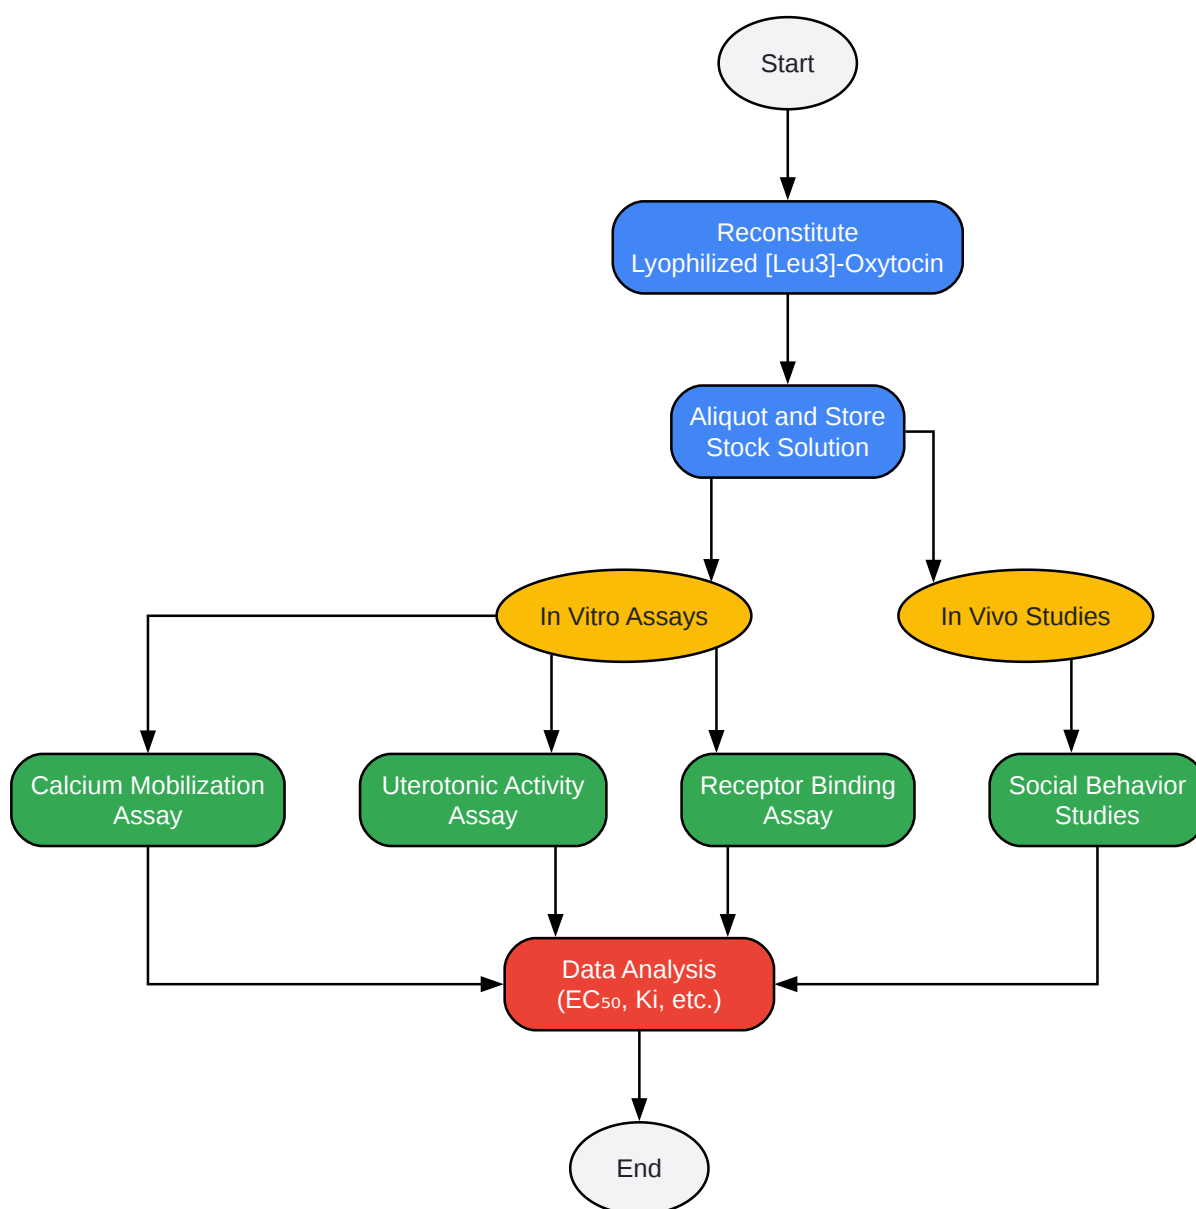 Start
Reconstitute
Lyophilized [Leu3]-Oxytocin
Aliquot and Store
Stock Solution
In Vitro Assays
In Vivo Studies
Calcium Mobilization
Assay
Uterotonic Activity
Assay
Receptor Binding
Assay
Social Behavior
Studies
Data Analysis
(EC₅₀, Ki, etc.)
End